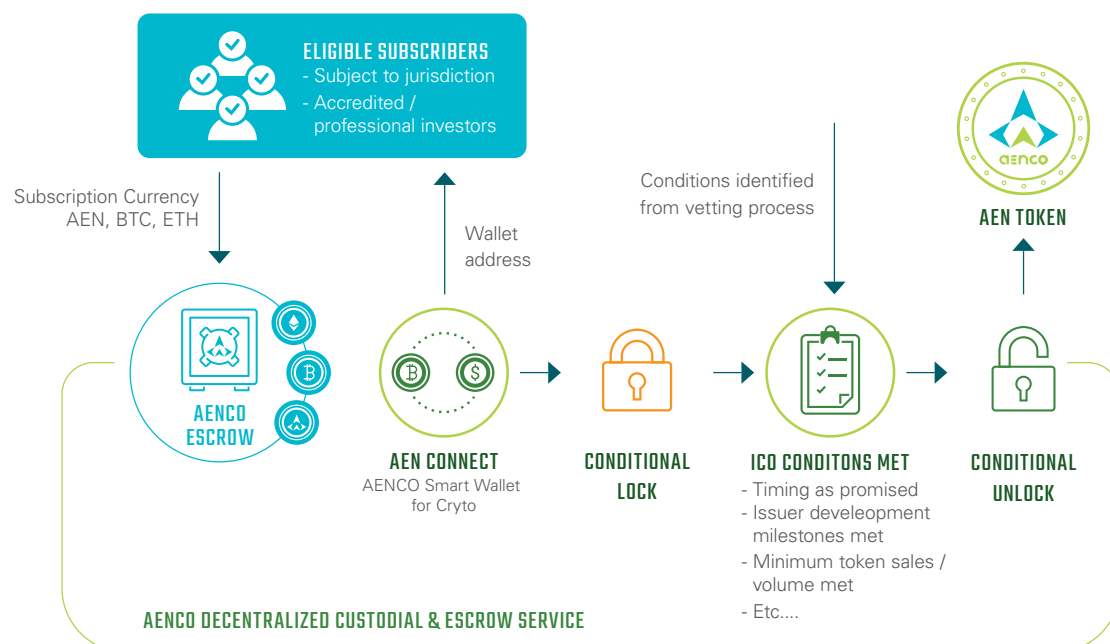 ELIGIBLE SUBSCRIBERS
- Subject to jurisdiction
- Accredited /
professional investors
Subscription Currency
AEN, BTC, ETH
Wallet
address
Conditions identified
from vetting process
aenco
AEN TOKEN
AENCO
ESCROW
AEN CONNECT
AENCO Smart Wallet
for Cryto
CONDITIONAL
LOCK
ICO CONDITONS MET
- Timing as promised
- Issuer develeopment
milestones met
- Minimum token sales /
volume met
- Etc....
CONDITIONAL
UNLOCK
AENCO DECENTRALIZED CUSTODIAL & ESCROW SERVICE